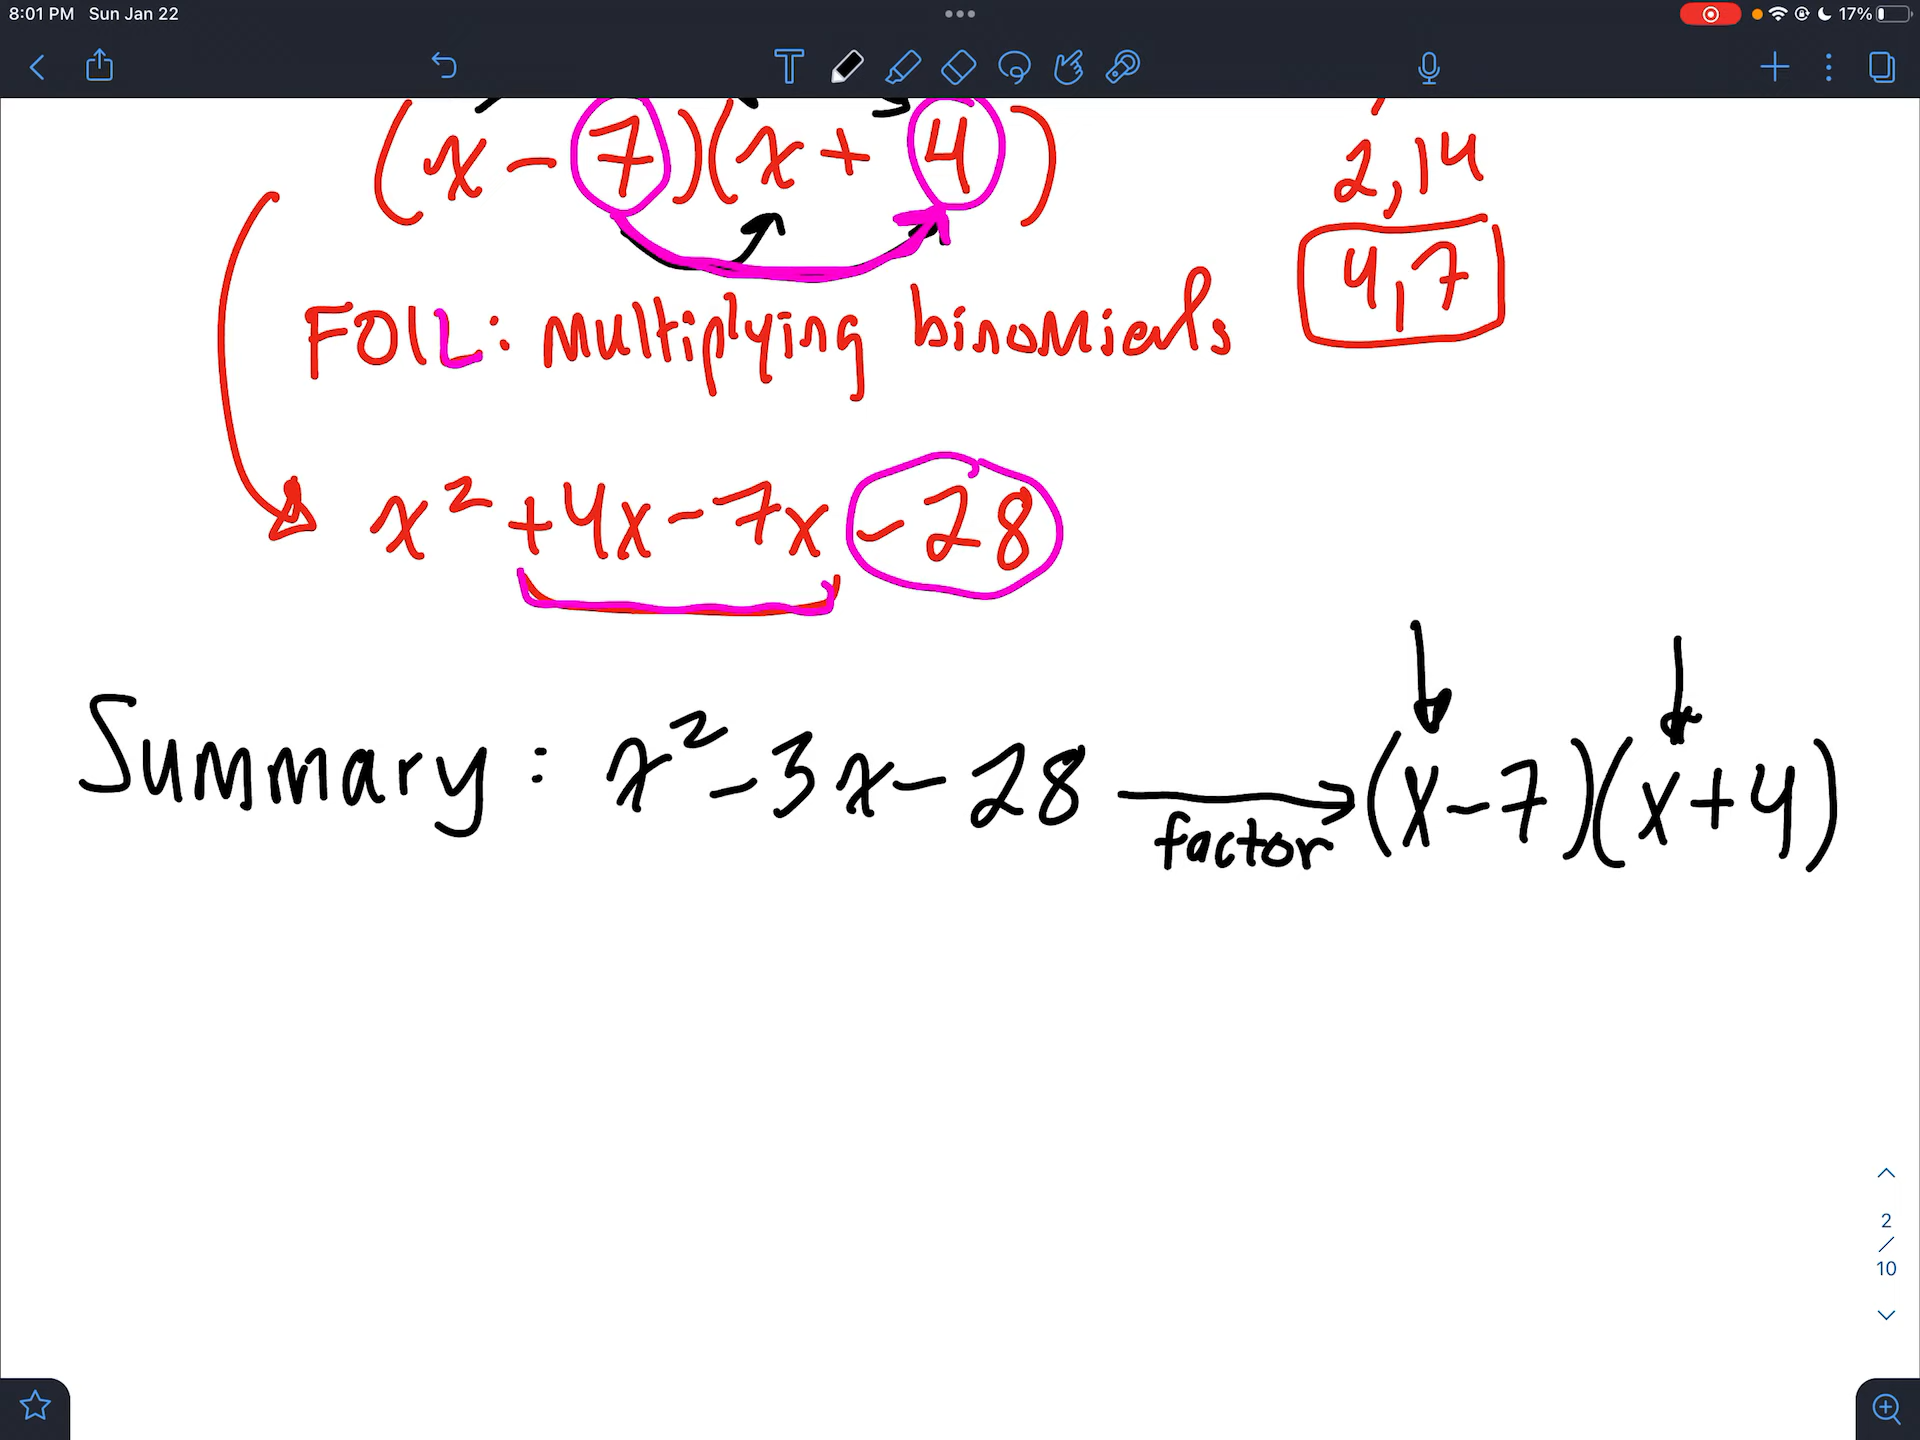 8:01 PM Sun Jan 22
17%
(x - 7)(x + 4)
2,14
4,7
FOIL: Multiplying binomials
x² +4x-7x -28
Summary: x² - 3x - 28 → (x-7)(x+4)
factor
2
/
10